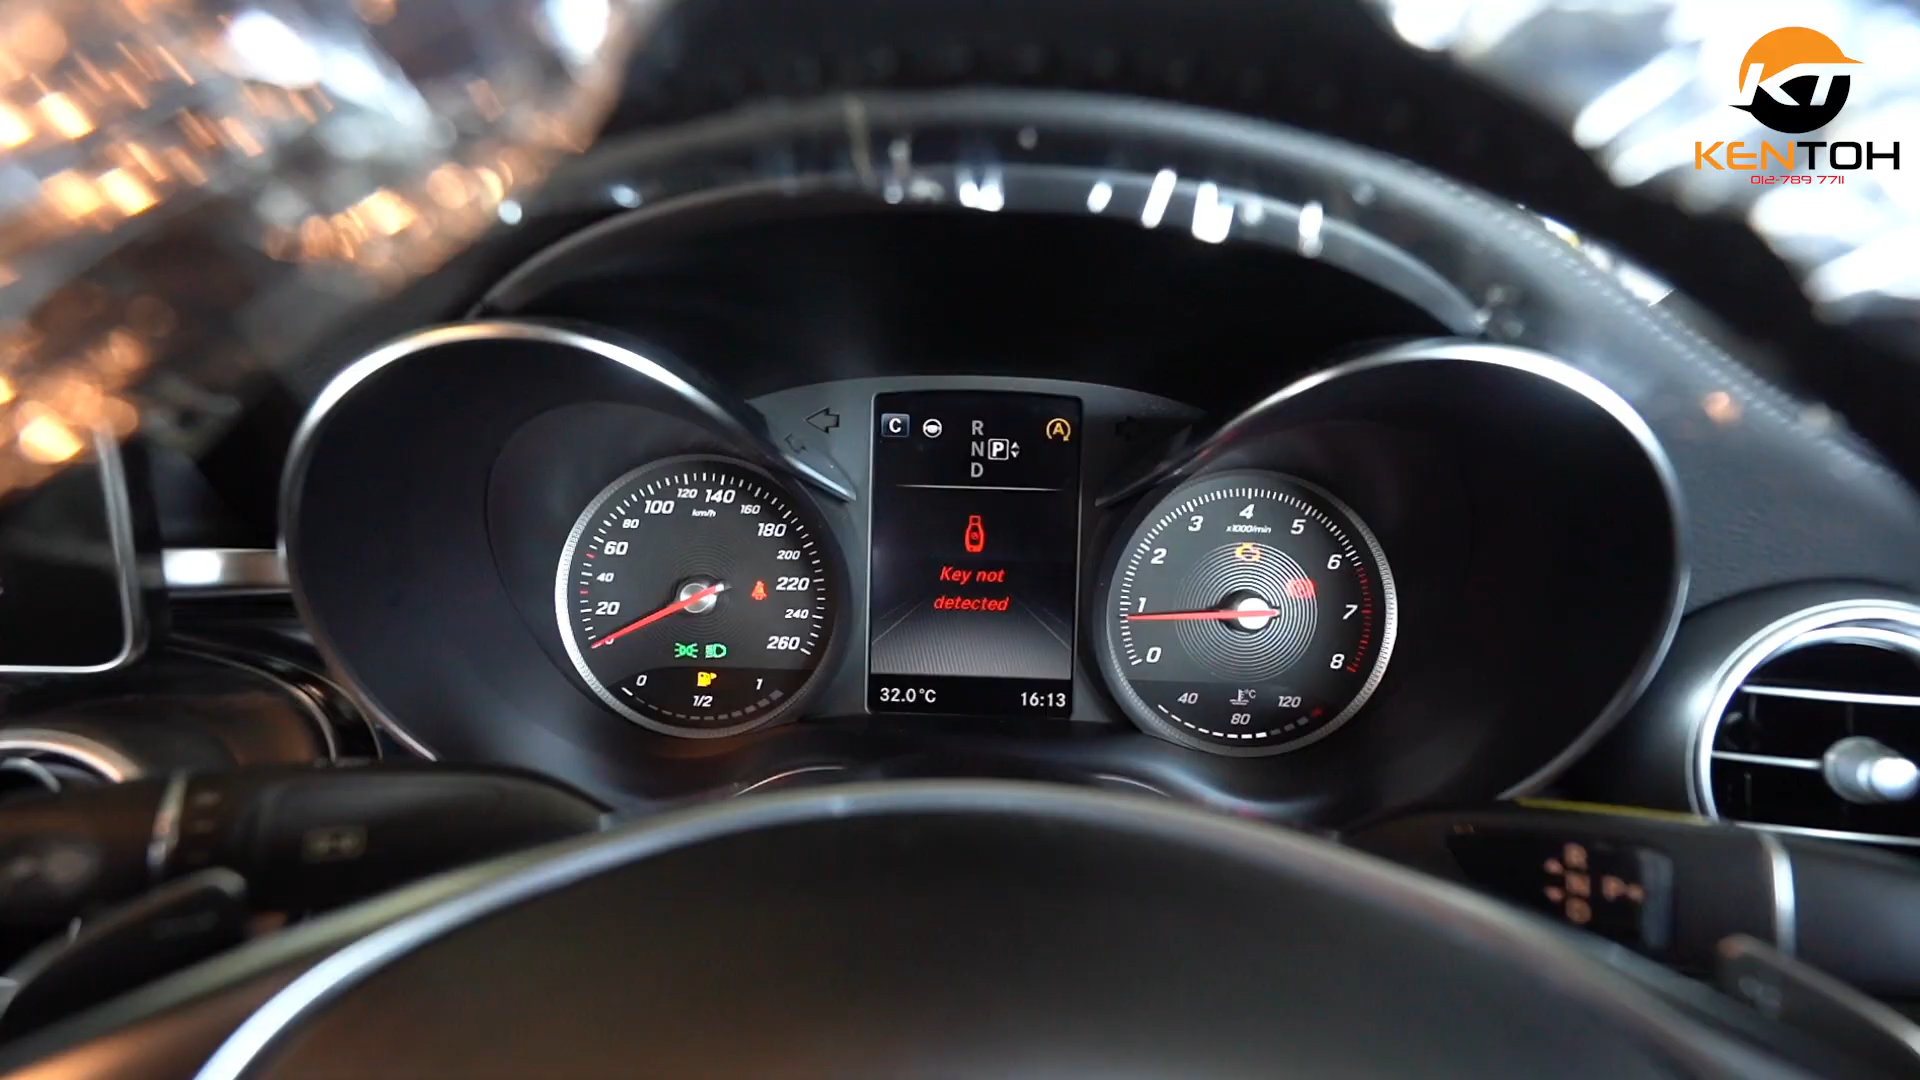 KT
KENTOH
012-789 7711
C
R
N P
D
A
Key not
detected
32.0°C
16:13
0
20
40
60
80
100
120
140
160
180
200
220
240
260
km/h
0
1/2
1
0
1
2
3
4
5
6
7
8
x1000/min
40
80
120
°C
R
N P
D